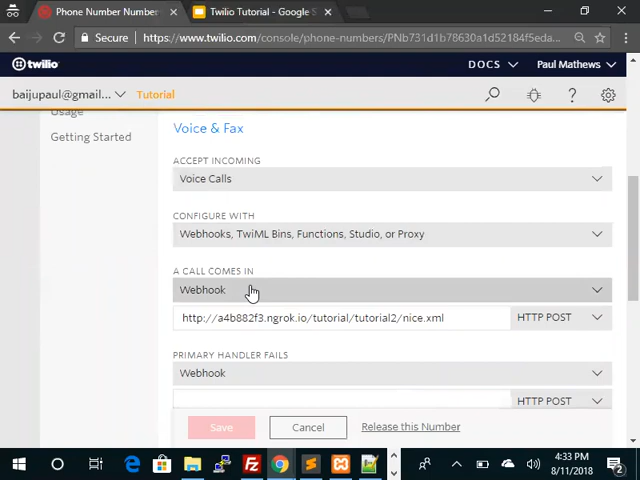 Phone Number Number
Twilio Tutorial - Google S
Secure
https://www.twilio.com/console/phone-numbers/PNb731d1b78630a1d52184f5eda...
twilio
DOCS
Paul Mathews
baijupaul@gmail...
Tutorial
Usage
Getting Started
Voice & Fax
ACCEPT INCOMING
Voice Calls
CONFIGURE WITH
Webhooks, TwiML Bins, Functions, Studio, or Proxy
A CALL COMES IN
Webhook
http://a4b882f3.ngrok.io/tutorial/tutorial2/nice.xml
HTTP POST
PRIMARY HANDLER FAILS
Webhook
HTTP POST
Save
Cancel
Release this Number
4:33 PM
8/11/2018
2